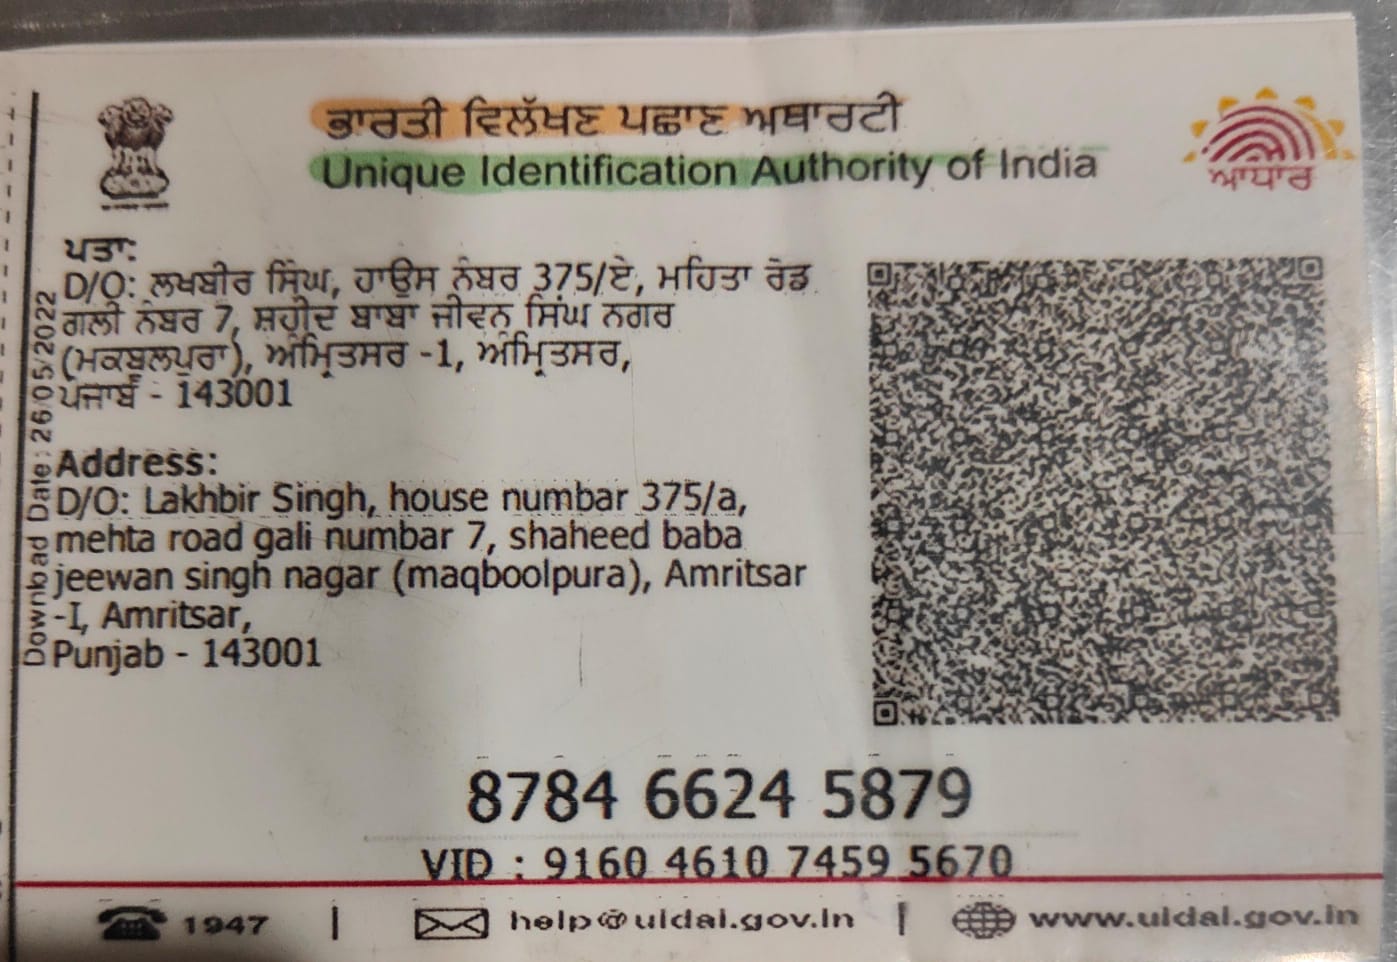 ਭਾਰਤੀ ਵਿਲੱਖਣ ਪਛਾਣ ਅਥਾਰਟੀ
Unique Identification Authority of India
ਆਧਾਰ
ਪਤਾ:
D/O: ਲਖਬੀਰ ਸਿੰਘ, ਹਾਉਸ ਨੰਬਰ 375/ਏ, ਮਹਿਤਾ ਰੋਡ
ਗਲੀ ਨੰਬਰ 7, ਸ਼ਹੀਦ ਬਾਬਾ ਜੀਵਨ ਸਿੰਘ ਨਗਰ
(ਮਕਬੂਲਪੁਰਾ), ਅੰਮ੍ਰਿਤਸਰ -1, ਅੰਮ੍ਰਿਤਸਰ,
ਪੰਜਾਬ - 143001
Address:
D/O: Lakhbir Singh, house numbar 375/a,
mehta road gali numbar 7, shaheed baba
jeewan singh nagar (maqboolpura), Amritsar
-I, Amritsar,
Punjab - 143001
Download Date: 26/05/2022
8784 6624 5879
VID : 9160 4610 7459 5670
1947 | help@uidai.gov.in | www.uidai.gov.in